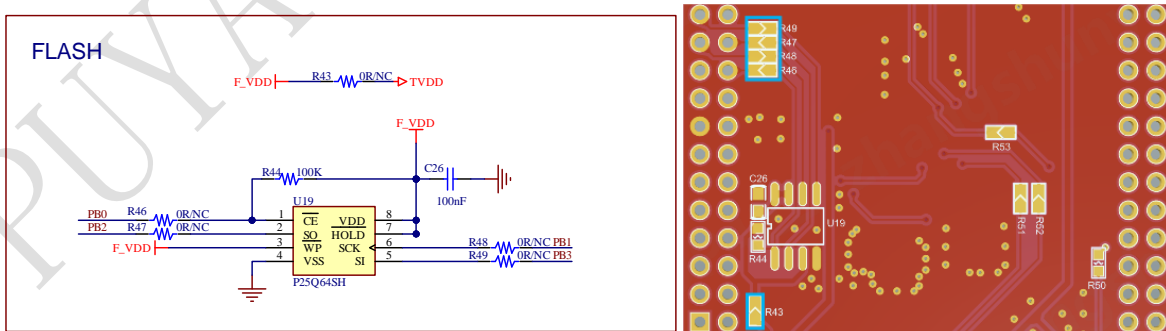 PUYA
FLASH
F_VDD R43 0R/NC TVDD
F_VDD
R44 100K C26
100nF
U19
PB0 R46 0R/NC 1 CE VDD 8
PB2 R47 0R/NC 2 SO HOLD 7
F_VDD 3 WP SCK 6 R48 0R/NC PB1
4 VSS SI 5 R49 0R/NC PB3
P25Q64SH
R49
R47
R48
R46
R53
C26
U19
R51 R52
R44
R50
R43